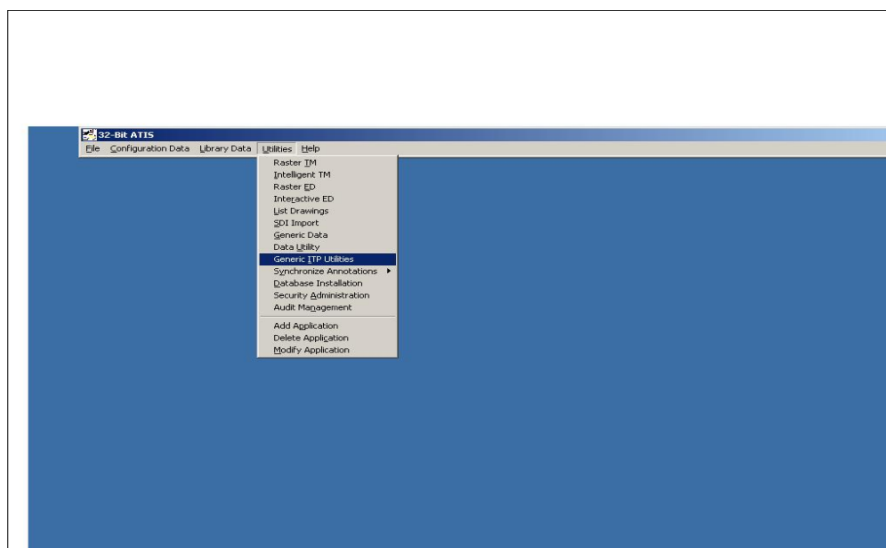 32-Bit ATIS
File Configuration Data Library Data Utilities Help
Raster TM
Intelligent TM
Raster ED
Interactive ED
List Drawings
SDI Import
Generic Data
Data Utility
Generic ITP Utilities
Synchronize Annotations
Database Installation
Security Administration
Audit Management
Add Application
Delete Application
Modify Application